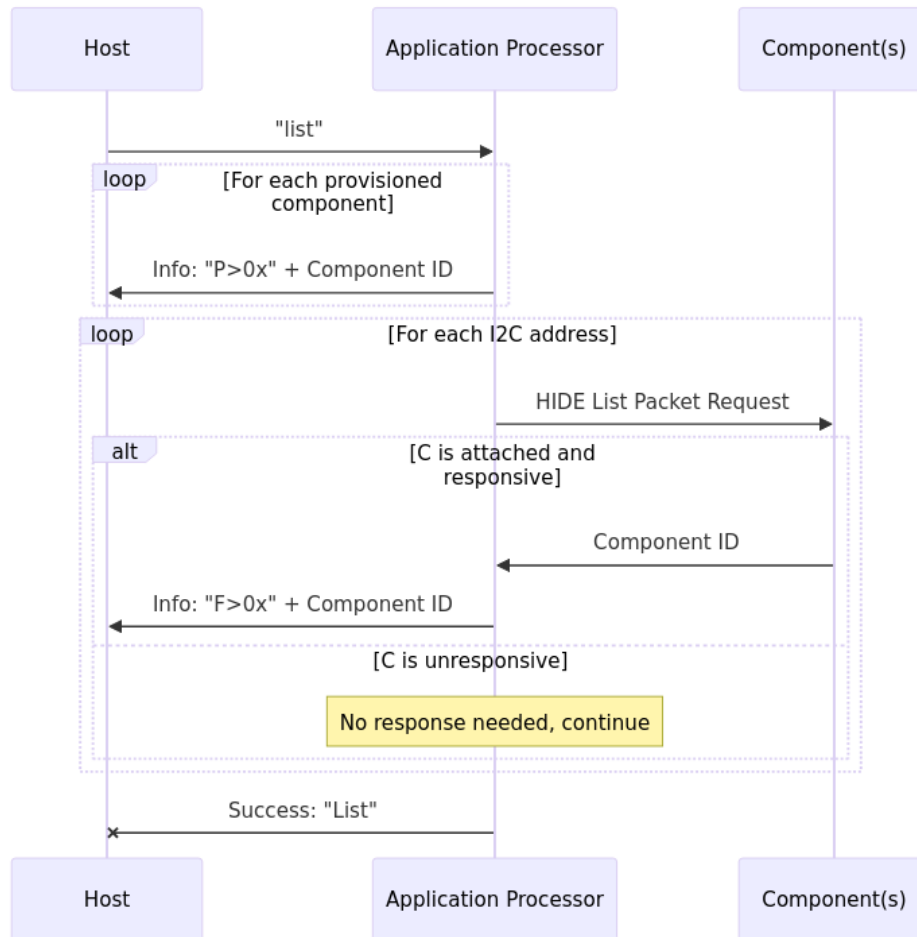 Host
Application Processor
Component(s)
"list"
loop
[For each provisioned
component]
Info: "P>0x" + Component ID
loop
[For each I2C address]
HIDE List Packet Request
alt
[C is attached and
responsive]
Component ID
Info: "F>0x" + Component ID
[C is unresponsive]
No response needed, continue
Success: "List"
Host
Application Processor
Component(s)